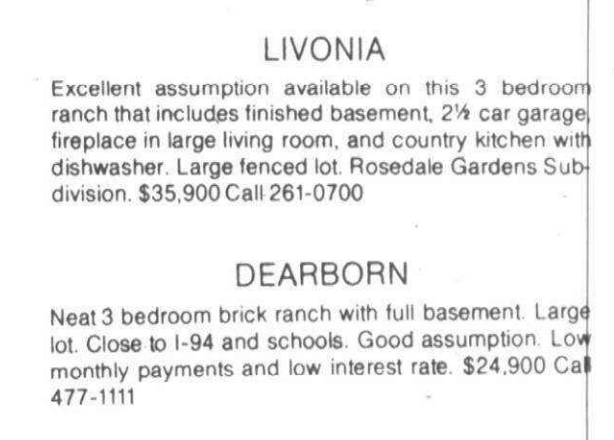 LIVONIA
Excellent assumption available on this 3 bedroom
ranch that includes finished basement, 2½ car garage,
fireplace in large living room, and country kitchen with
dishwasher. Large fenced lot. Rosedale Gardens Sub-
division. $35,900 Call 261-0700
DEARBORN
Neat 3 bedroom brick ranch with full basement. Large
lot. Close to I-94 and schools. Good assumption. Low
monthly payments and low interest rate. $24,900 Call
477-1111